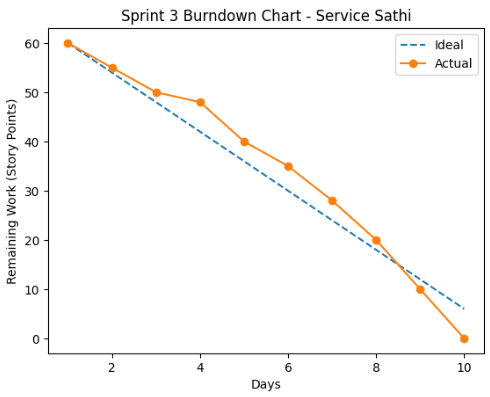 Sprint 3 Burndown Chart - Service Sathi
Ideal
Actual
Remaining Work (Story Points)
60
50
40
30
20
10
0
2
4
6
8
10
Days